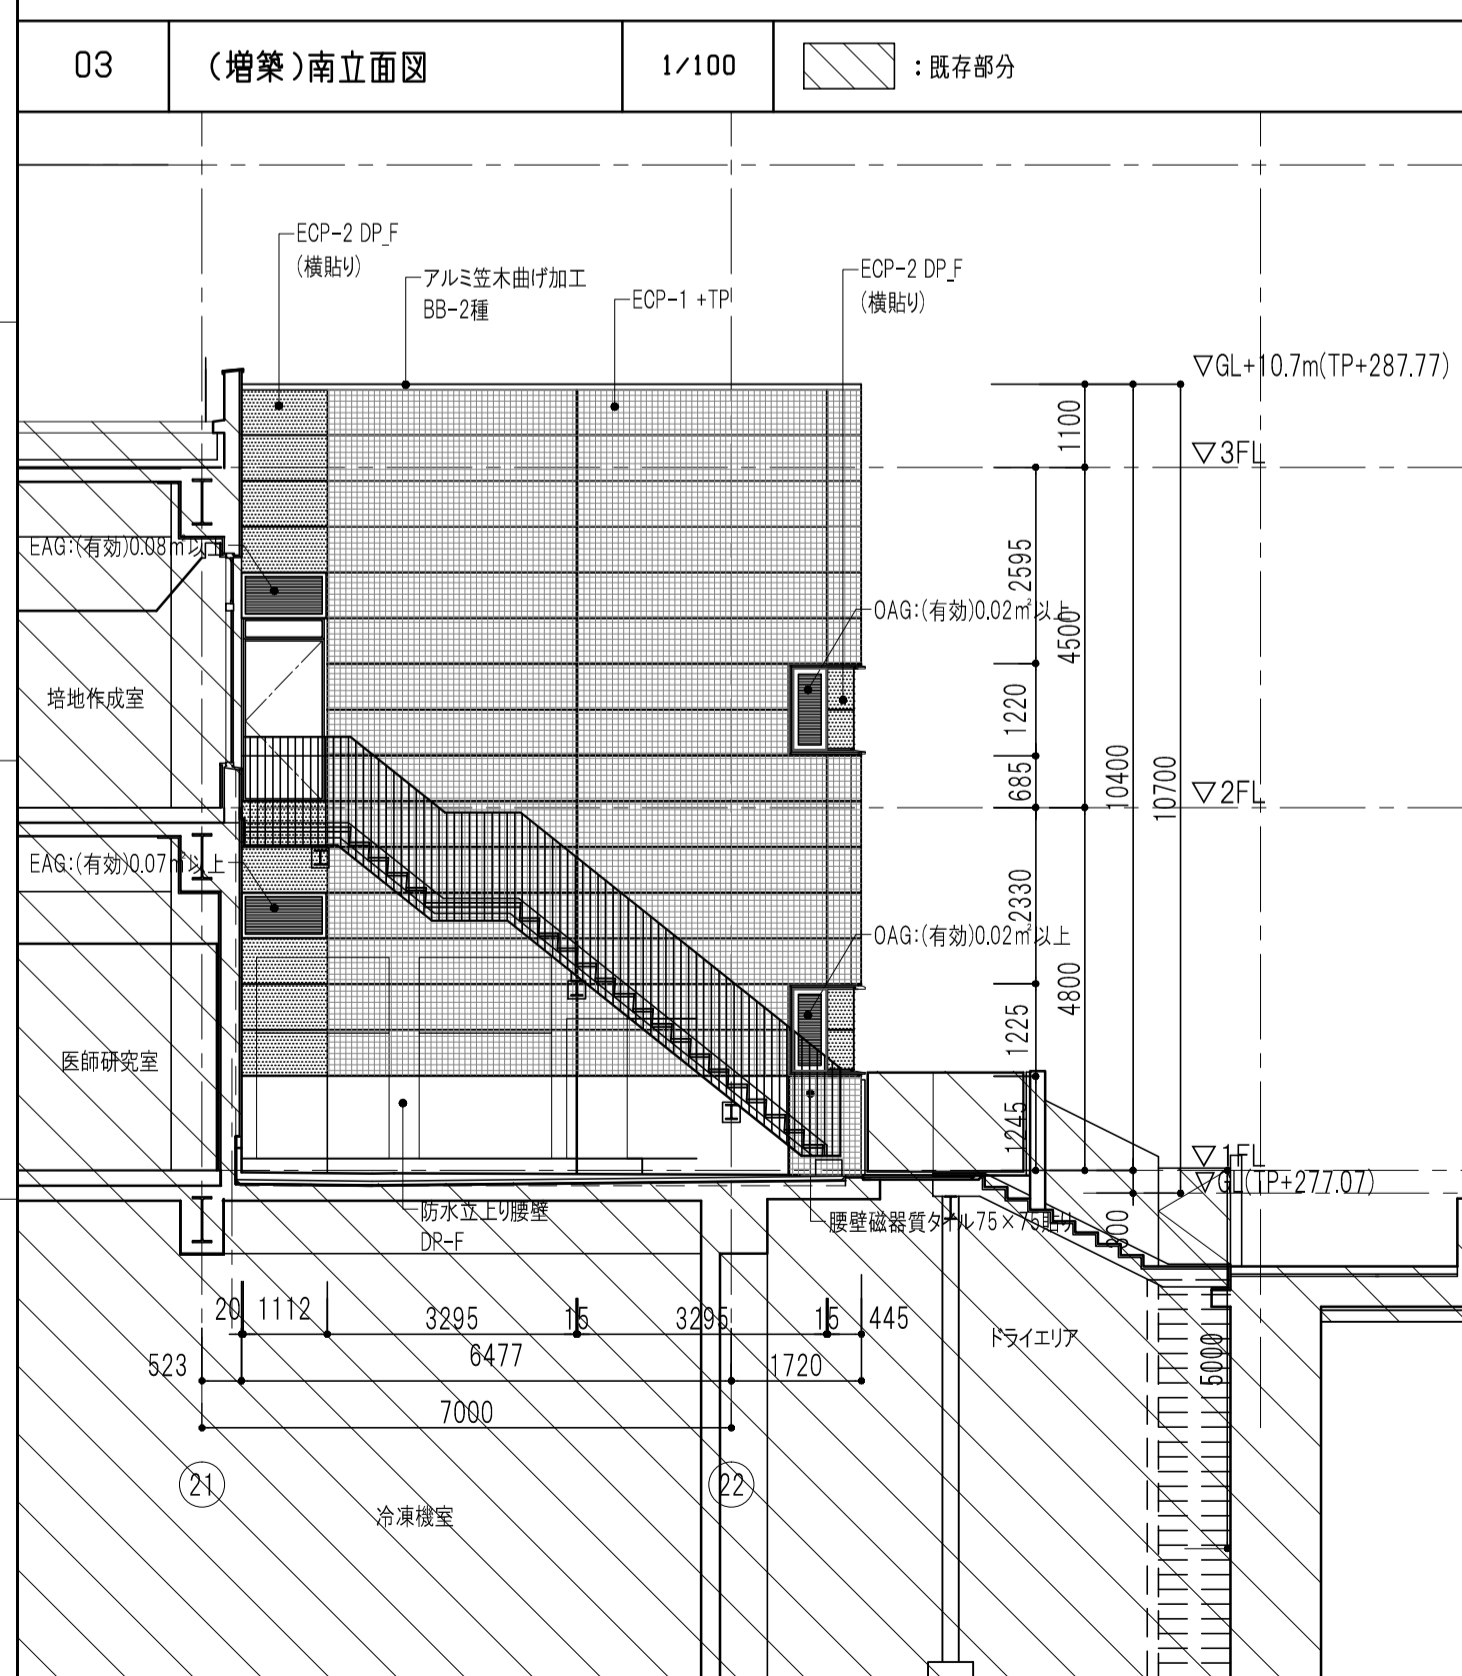 03
(増築)南立面図
1/100
:既存部分
ECP-2 DP_F
(横貼り)
アルミ笠木曲げ加工
BB-2種
ECP-1 +TP
ECP-2 DP_F
(横貼り)
▽GL+10.7m(TP+287.77)
1100
▽3FL
EAG:(有効)0.08㎡以上
2595
OAG:(有効)0.02㎡以上
4500
培地作成室
1220
685
10400
10700
▽2FL
EAG:(有効)0.07㎡以上
2330
OAG:(有効)0.02㎡以上
4800
1225
医師研究室
1245
▽1FL
▽GL(TP+277.07)
防水立上り腰壁
DP-F
腰壁磁器質タイル75×75貼り
300
20
1112
3295
15
3295
15
445
ドライエリア
523
6477
1720
5000
7000
21
22
冷凍機室